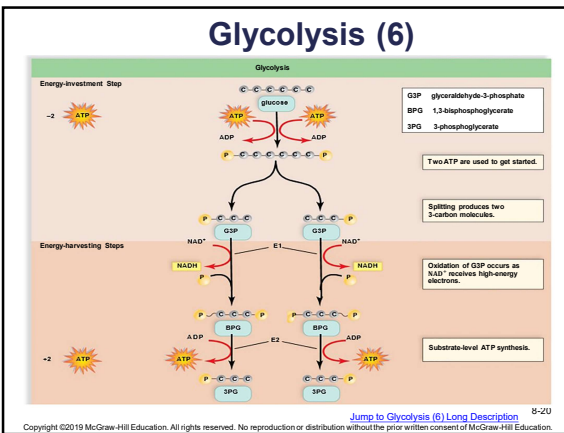 Glycolysis (6)
Glycolysis
Energy-investment Step
–2
ATP
C C C C C C
glucose
ATP
ATP
ADP
ADP
P C C C C C C P
G3P glyceraldehyde-3-phosphate
BPG 1,3-bisphosphoglycerate
3PG 3-phosphoglycerate
Two ATP are used to get started.
Splitting produces two
3-carbon molecules.
P C C C
P C C C
G3P
G3P
Energy-harvesting Steps
NAD⁺
E1
NAD⁺
NADH
NADH
P
P
Oxidation of G3P occurs as
NAD⁺ receives high-energy
electrons.
P C C C P
P C C C P
BPG
BPG
ADP
E2
ADP
Substrate-level ATP synthesis.
+2
ATP
ATP
ATP
P C C C
P C C C
3PG
3PG
8-20
Jump to Glycolysis (6) Long Description
Copyright ©2019 McGraw-Hill Education. All rights reserved. No reproduction or distribution without the prior written consent of McGraw-Hill Education.